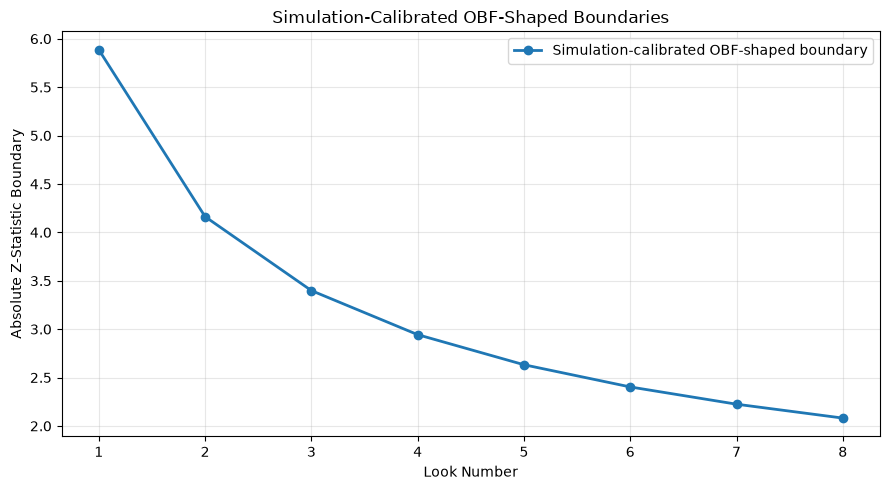 Simulation-Calibrated OBF-Shaped Boundaries
Simulation-calibrated OBF-shaped boundary
Absolute Z-Statistic Boundary
6.0
5.5
5.0
4.5
4.0
3.5
3.0
2.5
2.0
1 2 3 4 5 6 7 8
Look Number